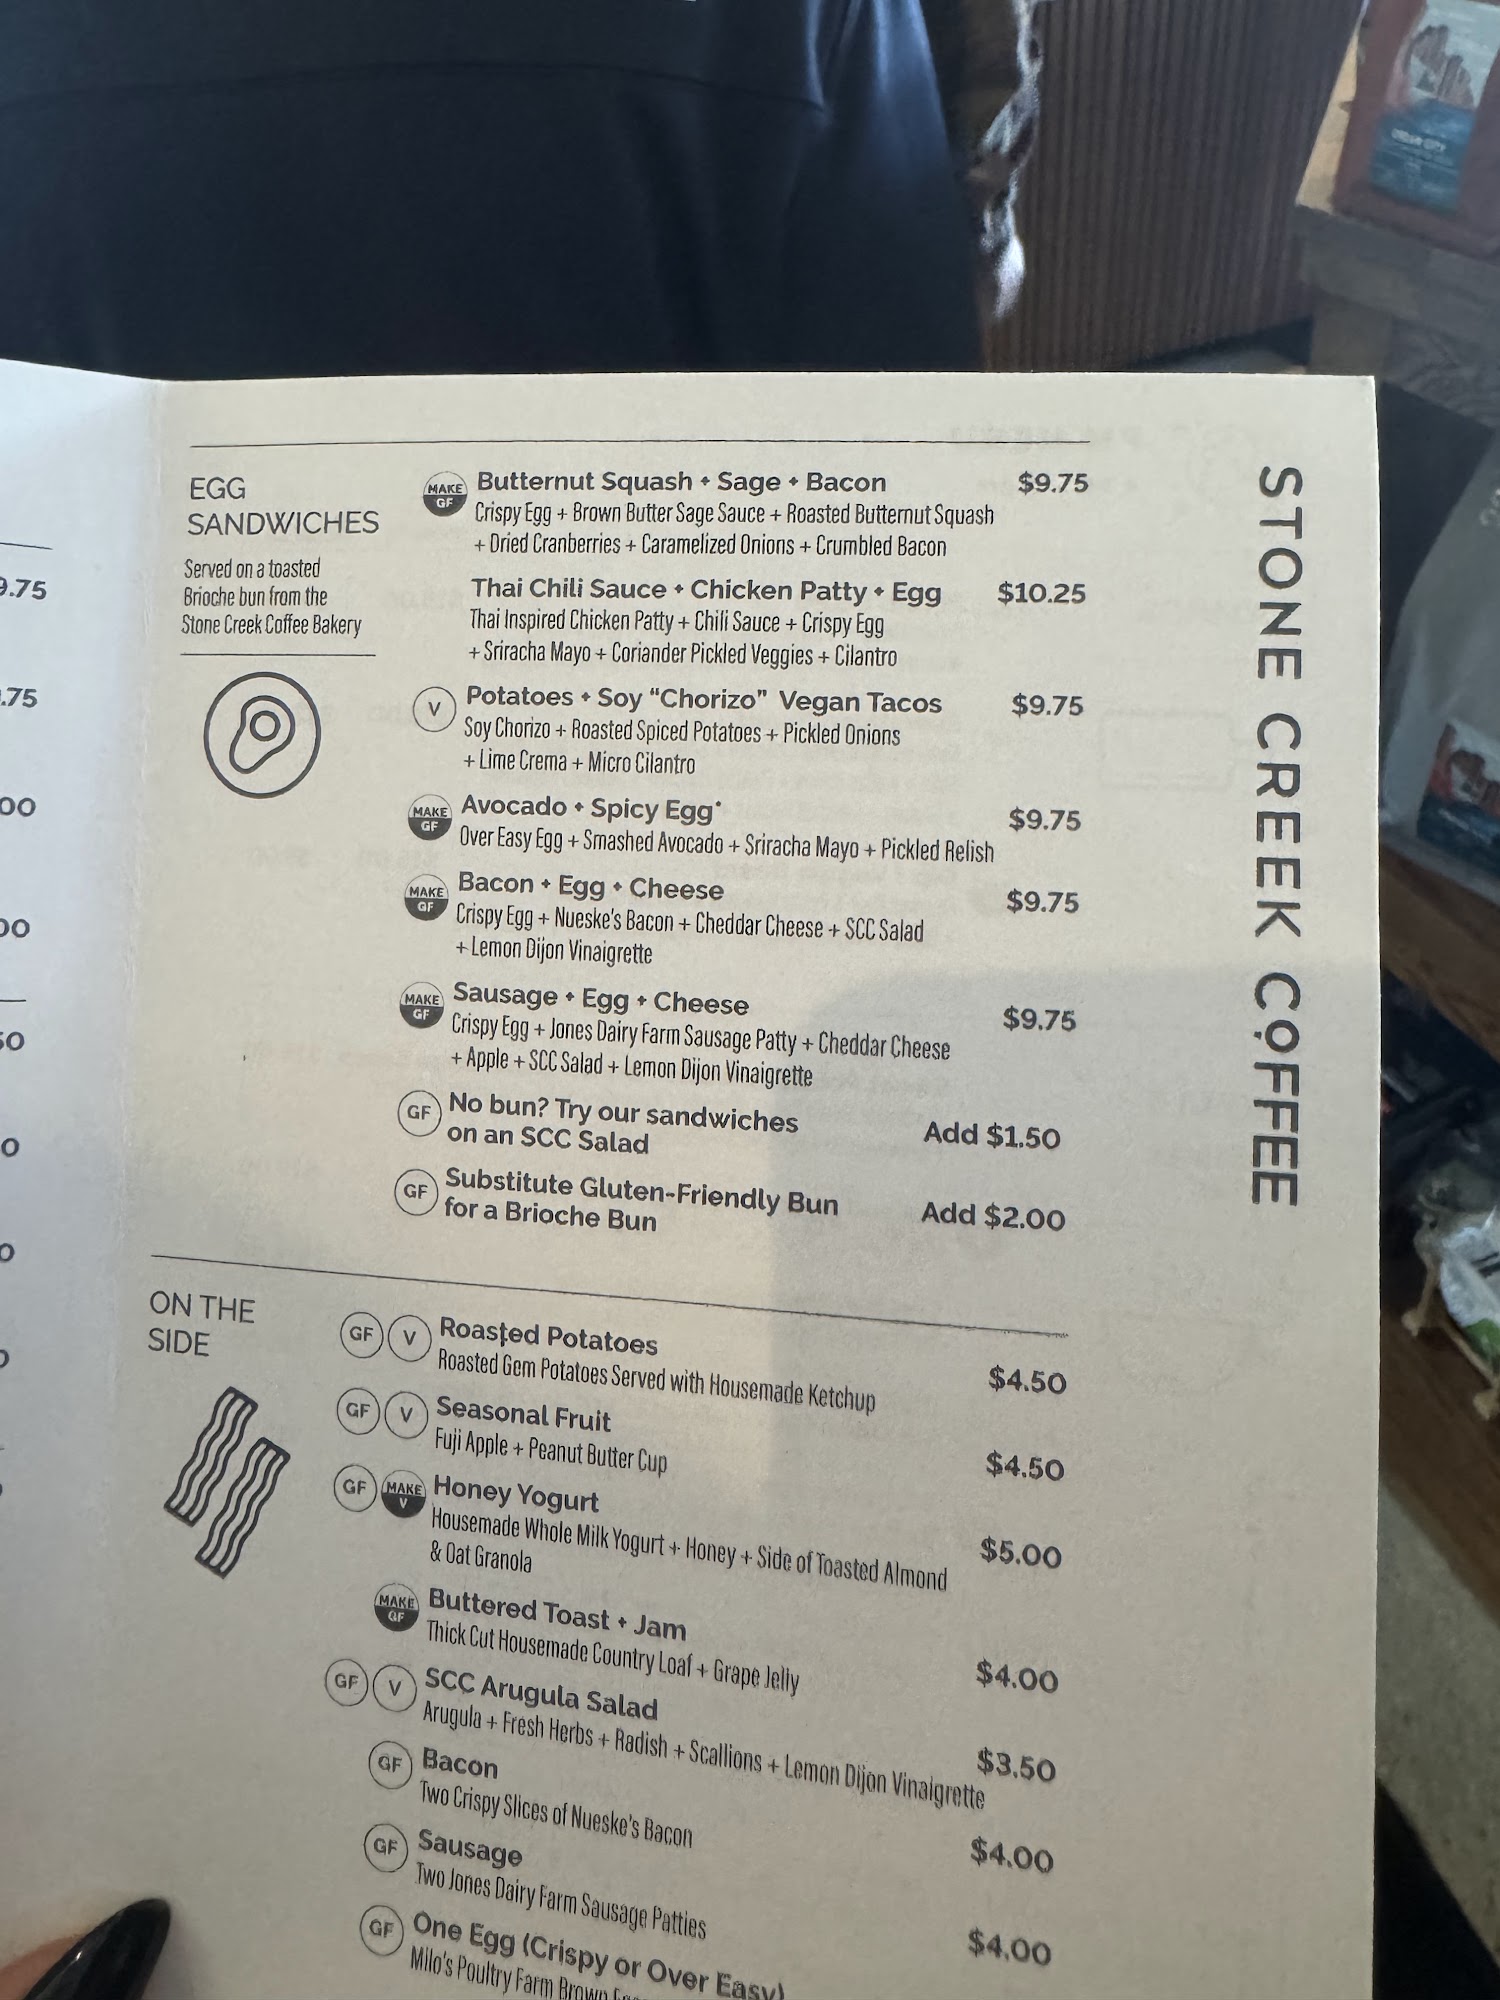 EGG
SANDWICHES
Served on a toasted
Brioche bun from the
Stone Creek Coffee Bakery
MAKE GF Butternut Squash + Sage + Bacon $9.75
Crispy Egg + Brown Butter Sage Sauce + Roasted Butternut Squash
+ Dried Cranberries + Caramelized Onions + Crumbled Bacon
Thai Chili Sauce + Chicken Patty + Egg $10.25
Thai Inspired Chicken Patty + Chili Sauce + Crispy Egg
+ Sriracha Mayo + Coriander Pickled Veggies + Cilantro
V Potatoes + Soy “Chorizo” Vegan Tacos $9.75
Soy Chorizo + Roasted Spiced Potatoes + Pickled Onions
+ Lime Crema + Micro Cilantro
MAKE GF Avocado + Spicy Egg* $9.75
Over Easy Egg + Smashed Avocado + Sriracha Mayo + Pickled Relish
MAKE GF Bacon + Egg + Cheese $9.75
Crispy Egg + Nueske's Bacon + Cheddar Cheese + SCC Salad
+ Lemon Dijon Vinaigrette
MAKE GF Sausage + Egg + Cheese $9.75
Crispy Egg + Jones Dairy Farm Sausage Patty + Cheddar Cheese
+ Apple + SCC Salad + Lemon Dijon Vinaigrette
GF No bun? Try our sandwiches
on an SCC Salad Add $1.50
GF Substitute Gluten-Friendly Bun
for a Brioche Bun Add $2.00
ON THE
SIDE
GF V Roasted Potatoes $4.50
Roasted Gem Potatoes Served with Housemade Ketchup
GF V Seasonal Fruit $4.50
Fuji Apple + Peanut Butter Cup
GF MAKE V Honey Yogurt $5.00
Housemade Whole Milk Yogurt + Honey + Side of Toasted Almond
& Oat Granola
MAKE GF Buttered Toast + Jam $4.00
Thick Cut Housemade Country Loaf + Grape Jelly
GF V SCC Arugula Salad $3.50
Arugula + Fresh Herbs + Radish + Scallions + Lemon Dijon Vinaigrette
GF Bacon $4.00
Two Crispy Slices of Nueske's Bacon
GF Sausage $4.00
Two Jones Dairy Farm Sausage Patties
GF One Egg (Crispy or Over Easy)
Milo's Poultry Farm Brown
STONE CREEK COFFEE
9.75
.75
00
00
50
0
0